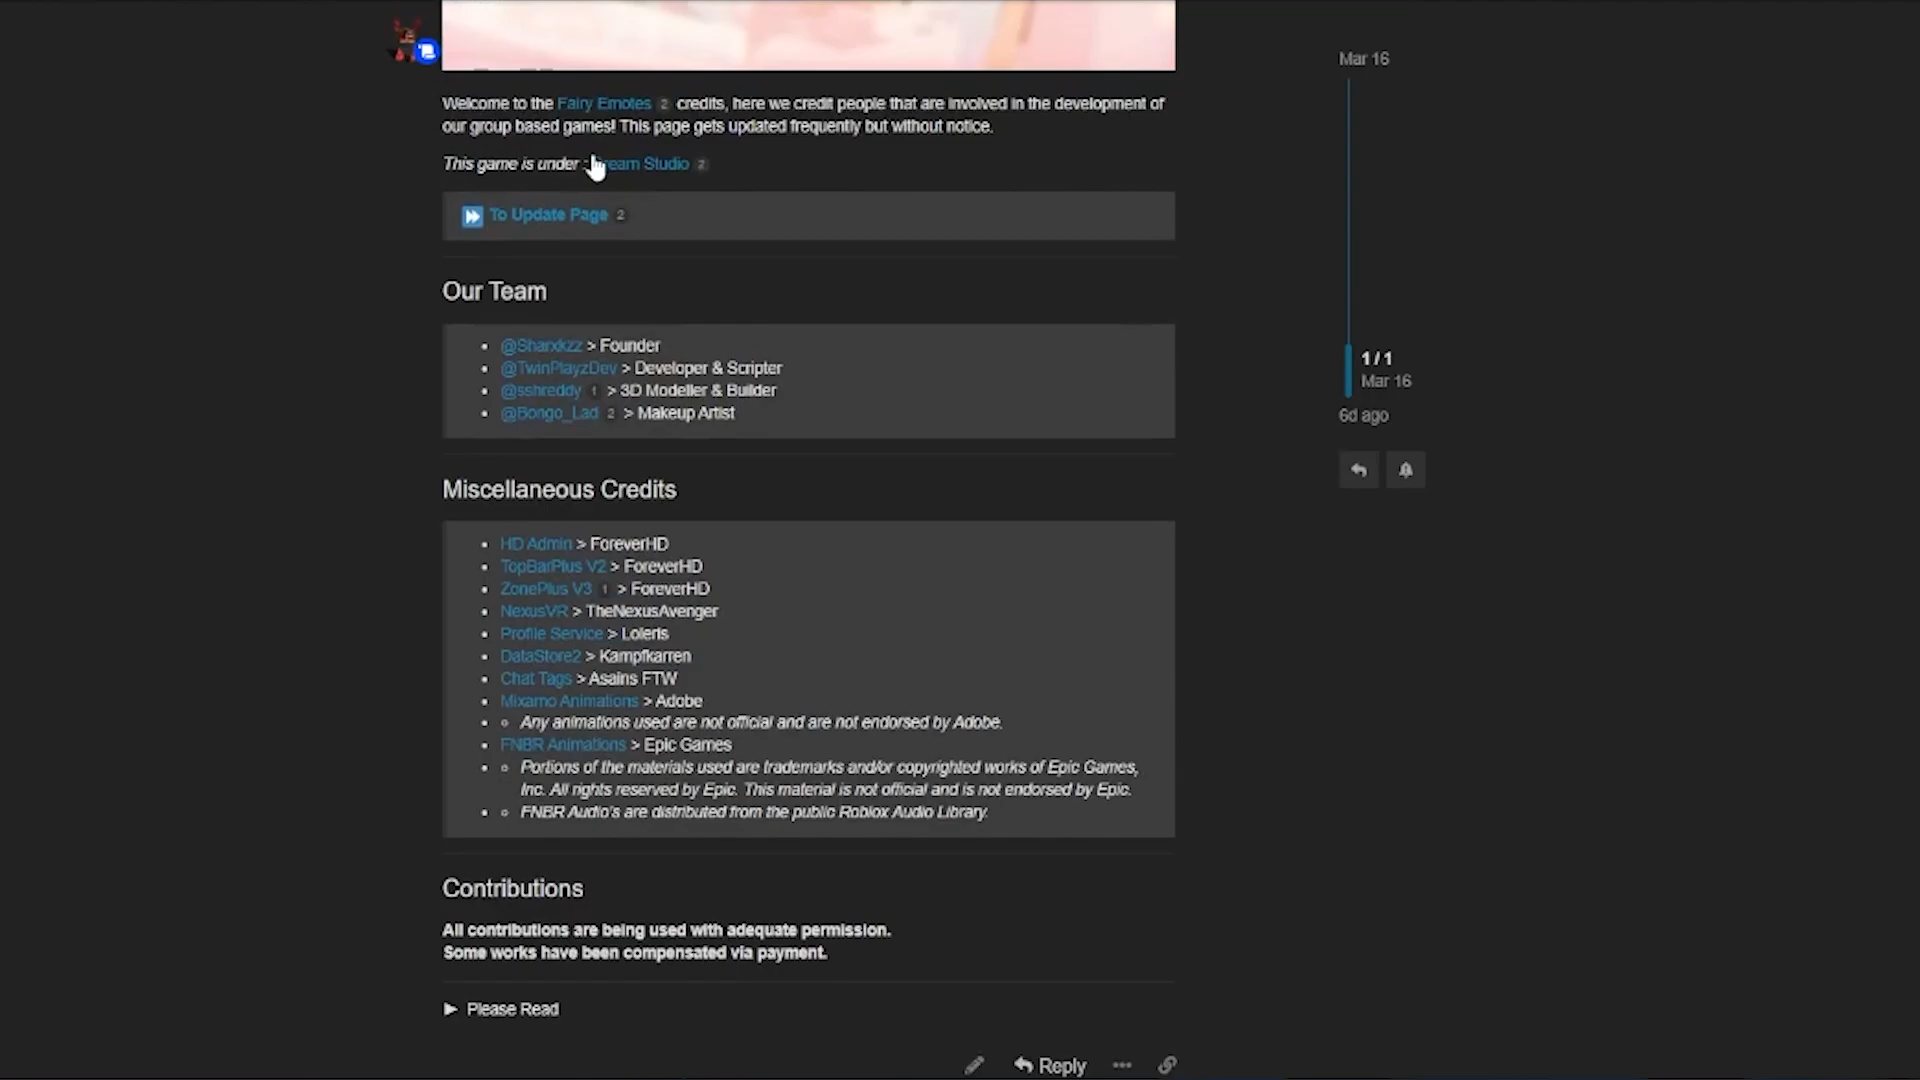 Mar 16
Welcome to the Fairy Emotes 2 credits, here we credit people that are involved in the development of
our group based games! This page gets updated frequently but without notice.
This game is under : ream Studio 2
To Update Page 2
Our Team
@Sharxkzz > Founder
@TwinPlayzDev > Developer & Scripter
@sshreddy 1 > 3D Modeller & Builder
@Bongo_Lad 2 > Makeup Artist
1 / 1
Mar 16
6d ago
Miscellaneous Credits
HD Admin > ForeverHD
TopBarPlus V2 > ForeverHD
ZonePlus V3 1 > ForeverHD
NexusVR > TheNexusAvenger
Profile Service > Loleris
DataStore2 > Kampfkarren
Chat Tags > Asains FTW
Mixamo Animations > Adobe
Any animations used are not official and are not endorsed by Adobe.
FNBR Animations > Epic Games
Portions of the materials used are trademarks and/or copyrighted works of Epic Games,
Inc. All rights reserved by Epic. This material is not official and is not endorsed by Epic.
FNBR Audio's are distributed from the public Roblox Audio Library.
Contributions
All contributions are being used with adequate permission.
Some works have been compensated via payment.
Please Read
Reply